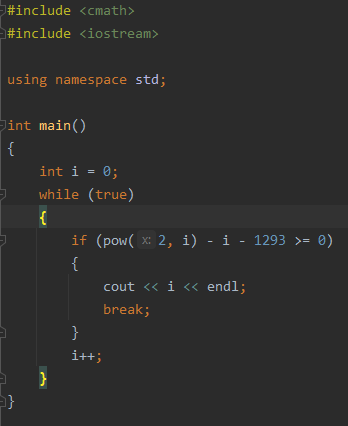 #include <cmath>
#include <iostream>
using namespace std;
int main()
{
    int i = 0;
    while (true)
    {
        if (pow( x: 2, i) - i - 1293 >= 0)
        {
            cout << i << endl;
            break;
        }
        i++;
    }
}